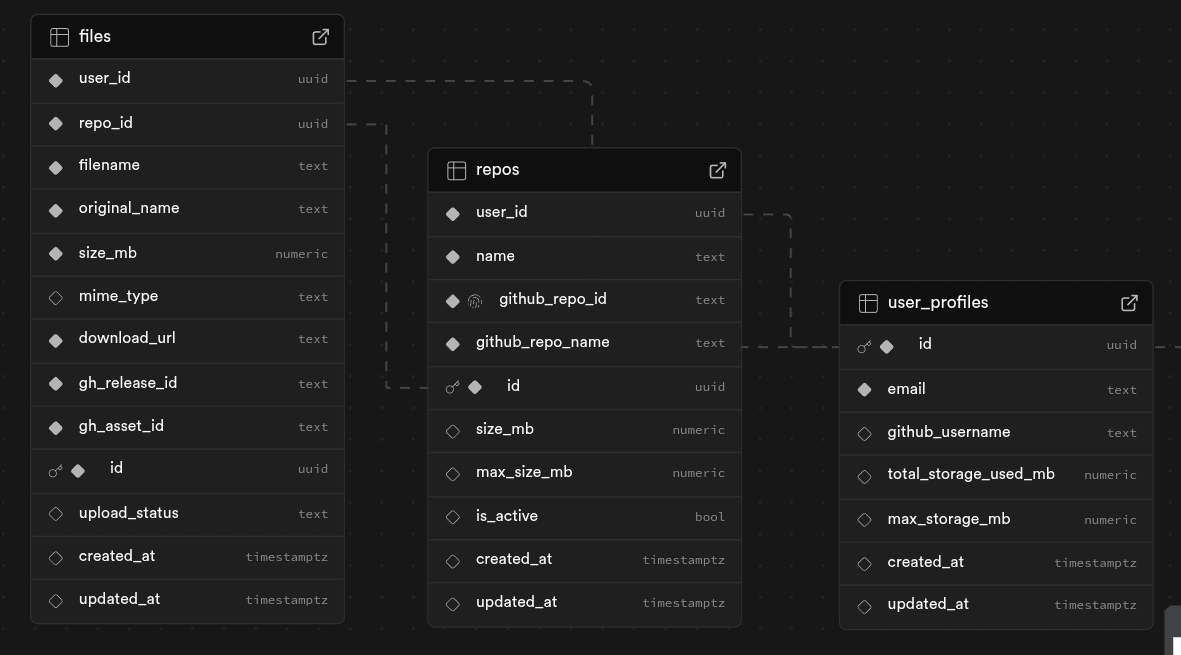 files
user_id uuid
repo_id uuid
filename text
original_name text
size_mb numeric
mime_type text
download_url text
gh_release_id text
gh_asset_id text
id uuid
upload_status text
created_at timestamptz
updated_at timestamptz
repos
user_id uuid
name text
github_repo_id text
github_repo_name text
id uuid
size_mb numeric
max_size_mb numeric
is_active bool
created_at timestamptz
updated_at timestamptz
user_profiles
id uuid
email text
github_username text
total_storage_used_mb numeric
max_storage_mb numeric
created_at timestamptz
updated_at timestamptz